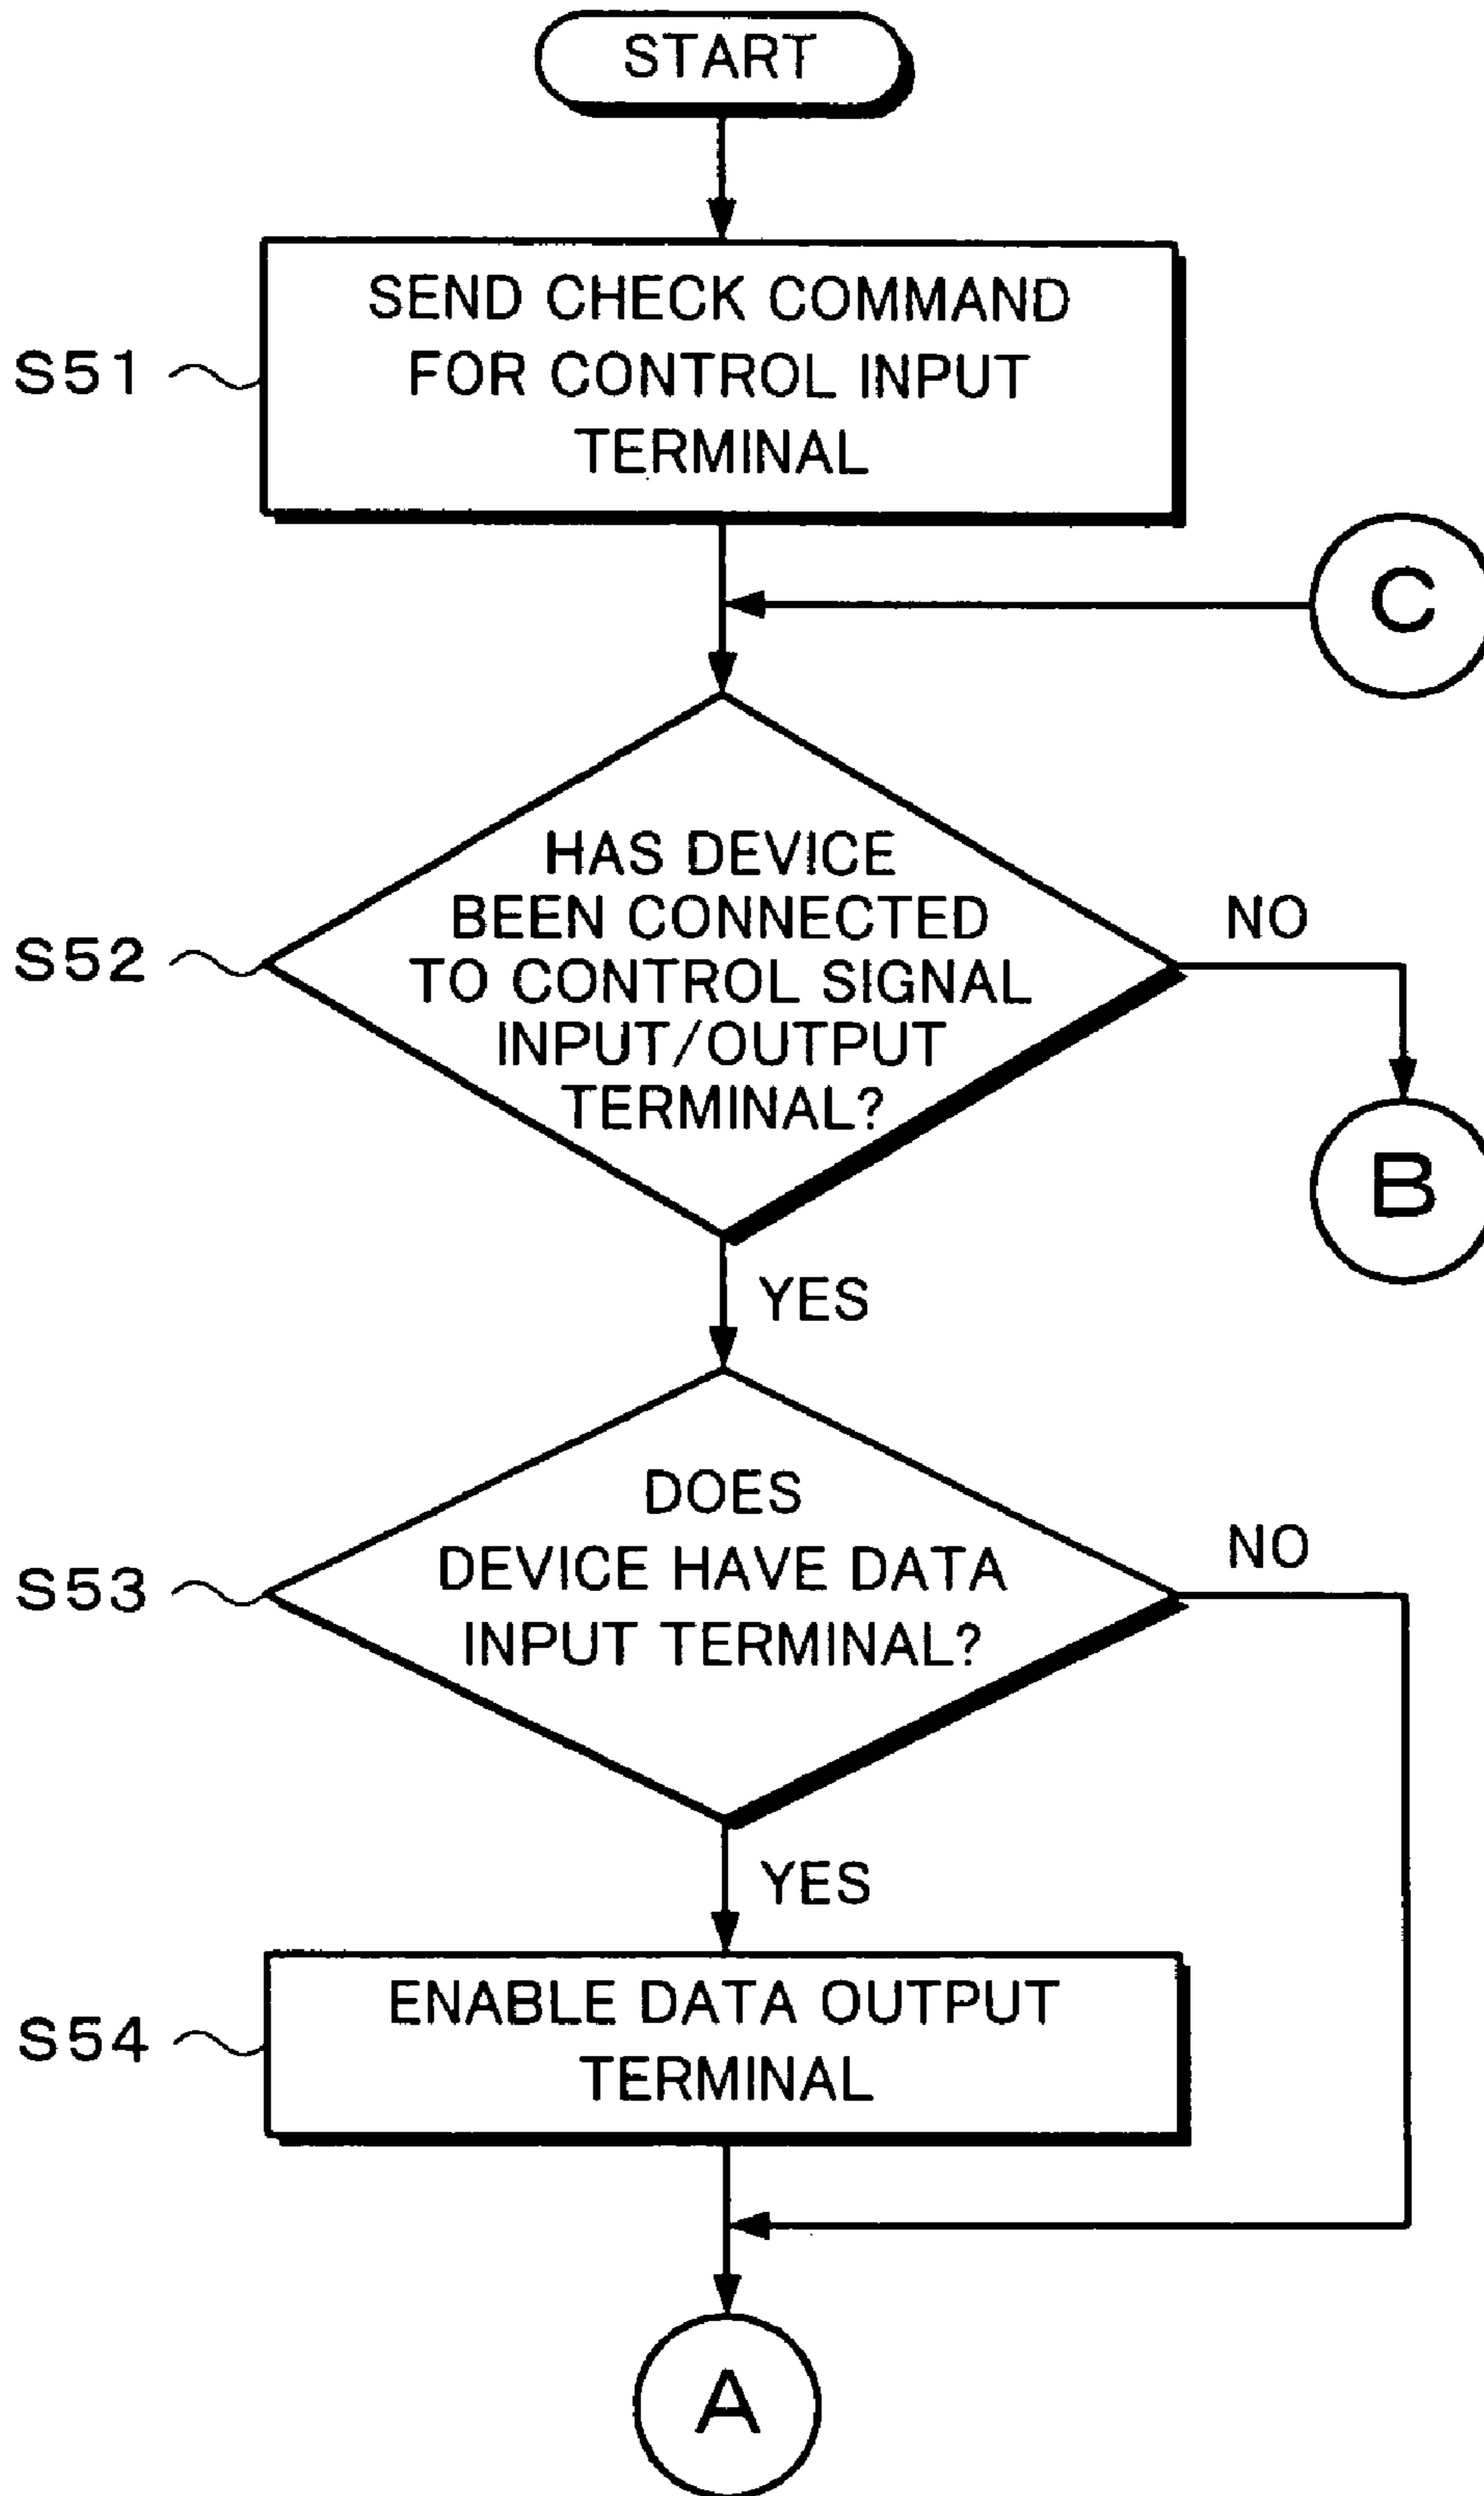 START
SEND CHECK COMMAND
FOR CONTROL INPUT
TERMINAL
S51
C
HAS DEVICE
BEEN CONNECTED
TO CONTROL SIGNAL
INPUT/OUTPUT
TERMINAL?
S52
NO
B
YES
DOES
DEVICE HAVE DATA
INPUT TERMINAL?
S53
NO
YES
ENABLE DATA OUTPUT
TERMINAL
S54
A